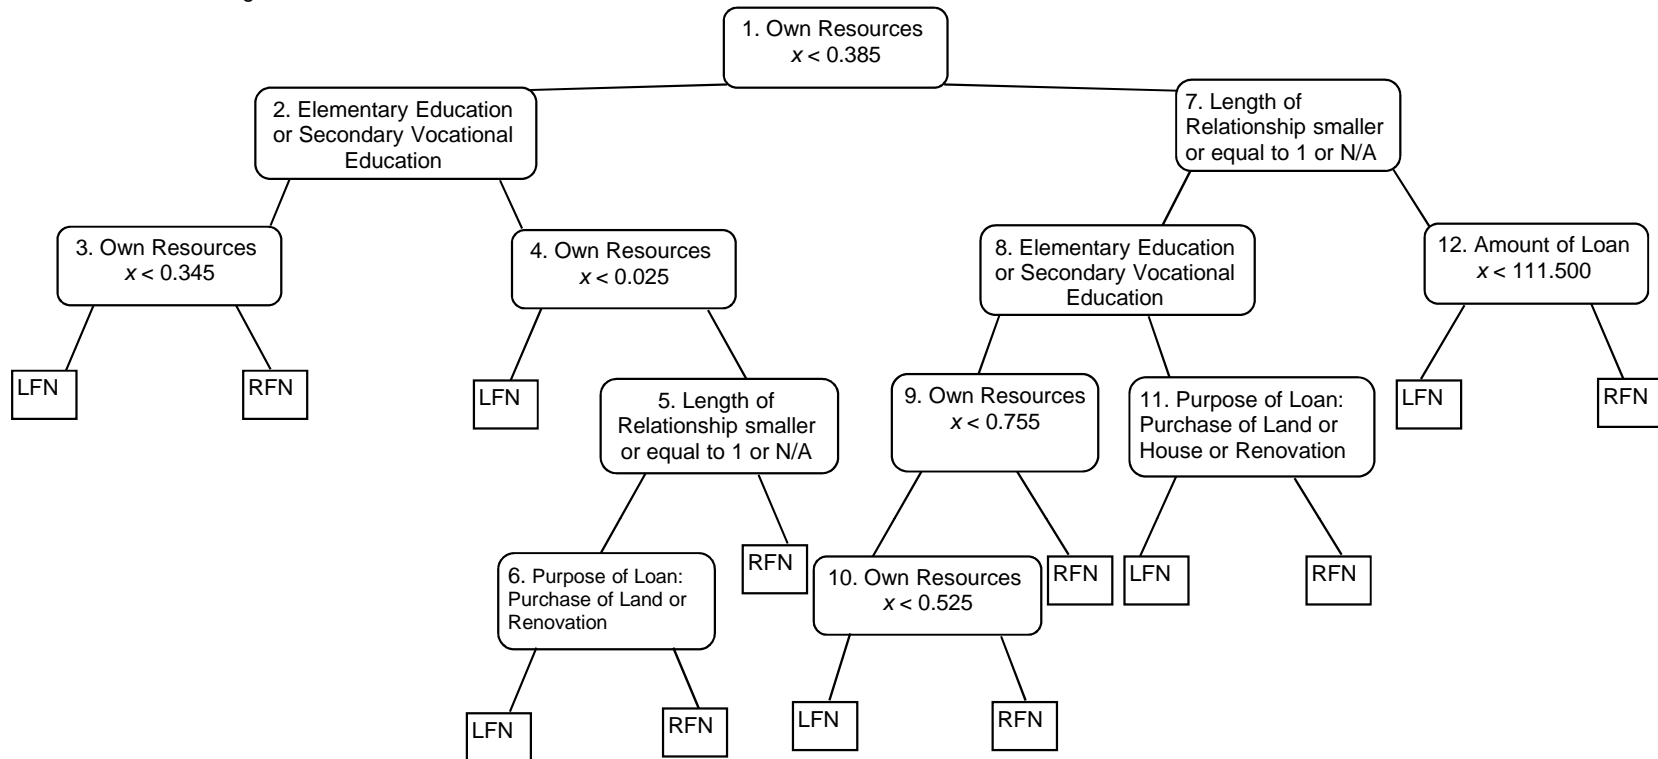 1. Own Resources
x < 0.385
2. Elementary Education
or Secondary Vocational
Education
7. Length of
Relationship smaller
or equal to 1 or N/A
3. Own Resources
x < 0.345
4. Own Resources
x < 0.025
8. Elementary Education
or Secondary Vocational
Education
12. Amount of Loan
x < 111.500
LFN
RFN
LFN
5. Length of
Relationship smaller
or equal to 1 or N/A
9. Own Resources
x < 0.755
11. Purpose of Loan:
Purchase of Land or
House or Renovation
LFN
RFN
6. Purpose of Loan:
Purchase of Land or
Renovation
RFN
10. Own Resources
x < 0.525
RFN
LFN
RFN
LFN
RFN
LFN
RFN